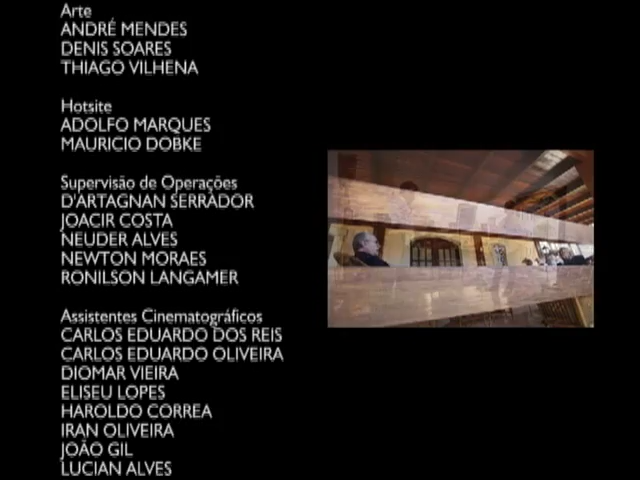 Arte
ANDRÉ MENDES
DENIS SOARES
THIAGO VILHENA
Hotsite
ADOLFO MARQUES
MAURICIO DOBKE
Supervisão de Operações
D'ARTAGNAN SERRADOR
JOACIR COSTA
NEUDER ALVES
NEWTON MORAES
RONILSON LANGAMER
Assistentes Cinematográficos
CARLOS EDUARDO DOS REIS
CARLOS EDUARDO OLIVEIRA
DIOMAR VIEIRA
ELISEU LOPES
HAROLDO CORREA
IRAN OLIVEIRA
JOÃO GIL
LUCIAN ALVES